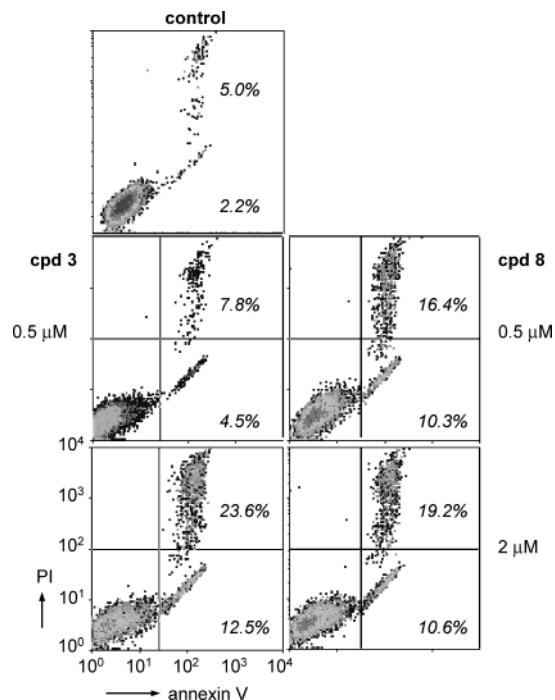 control
5.0%
2.2%
cpd 3
cpd 8
0.5 μM
7.8%
16.4%
0.5 μM
4.5%
10.3%
10⁴
10³
23.6%
19.2%
10²
2 μM
PI
10¹
12.5%
10.6%
10⁰
10⁰ 10¹ 10² 10³ 10⁴
annexin V